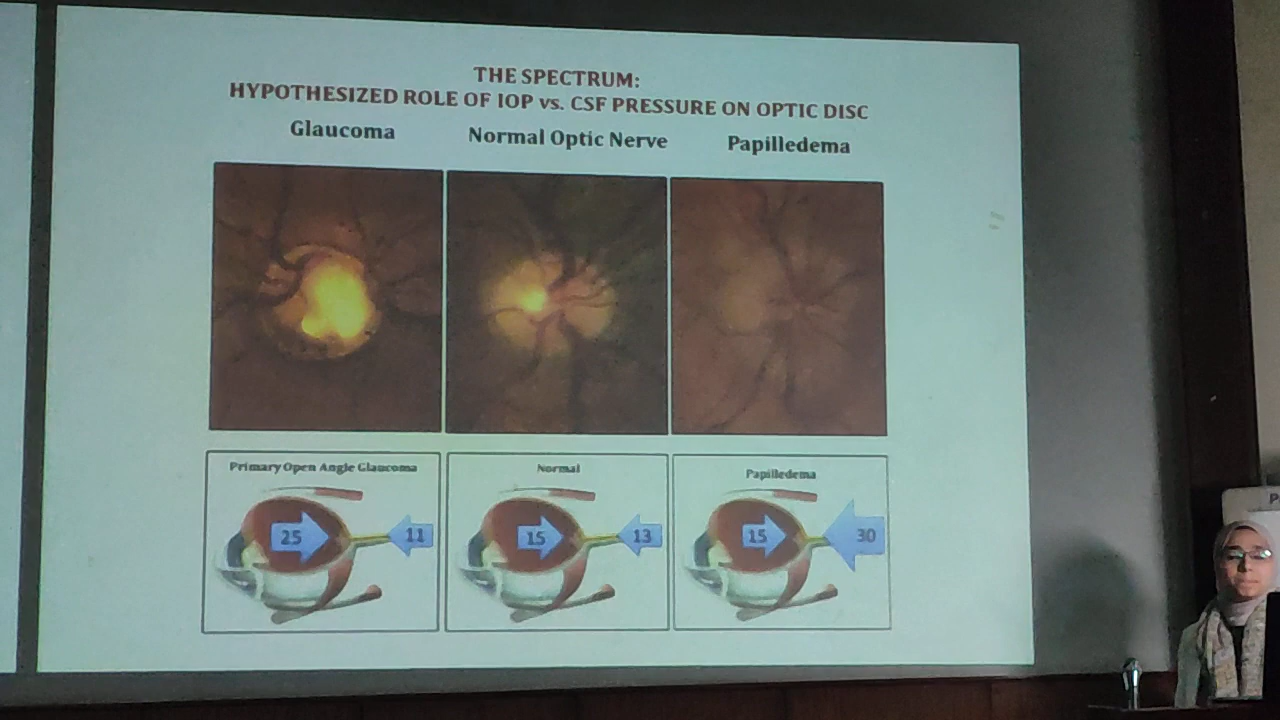 THE SPECTRUM:
HYPOTHESIZED ROLE OF IOP vs. CSF PRESSURE ON OPTIC DISC
Glaucoma Normal Optic Nerve Papilledema
Primary Open Angle Glaucoma Normal Papilledema
25 11 15 13 15 30
P